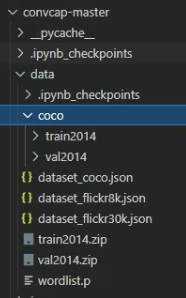 convcap-master
__pycache__
.ipynb_checkpoints
data
.ipynb_checkpoints
coco
train2014
val2014
dataset_coco.json
dataset_flickr8k.json
dataset_flickr30k.json
train2014.zip
val2014.zip
wordlist.p